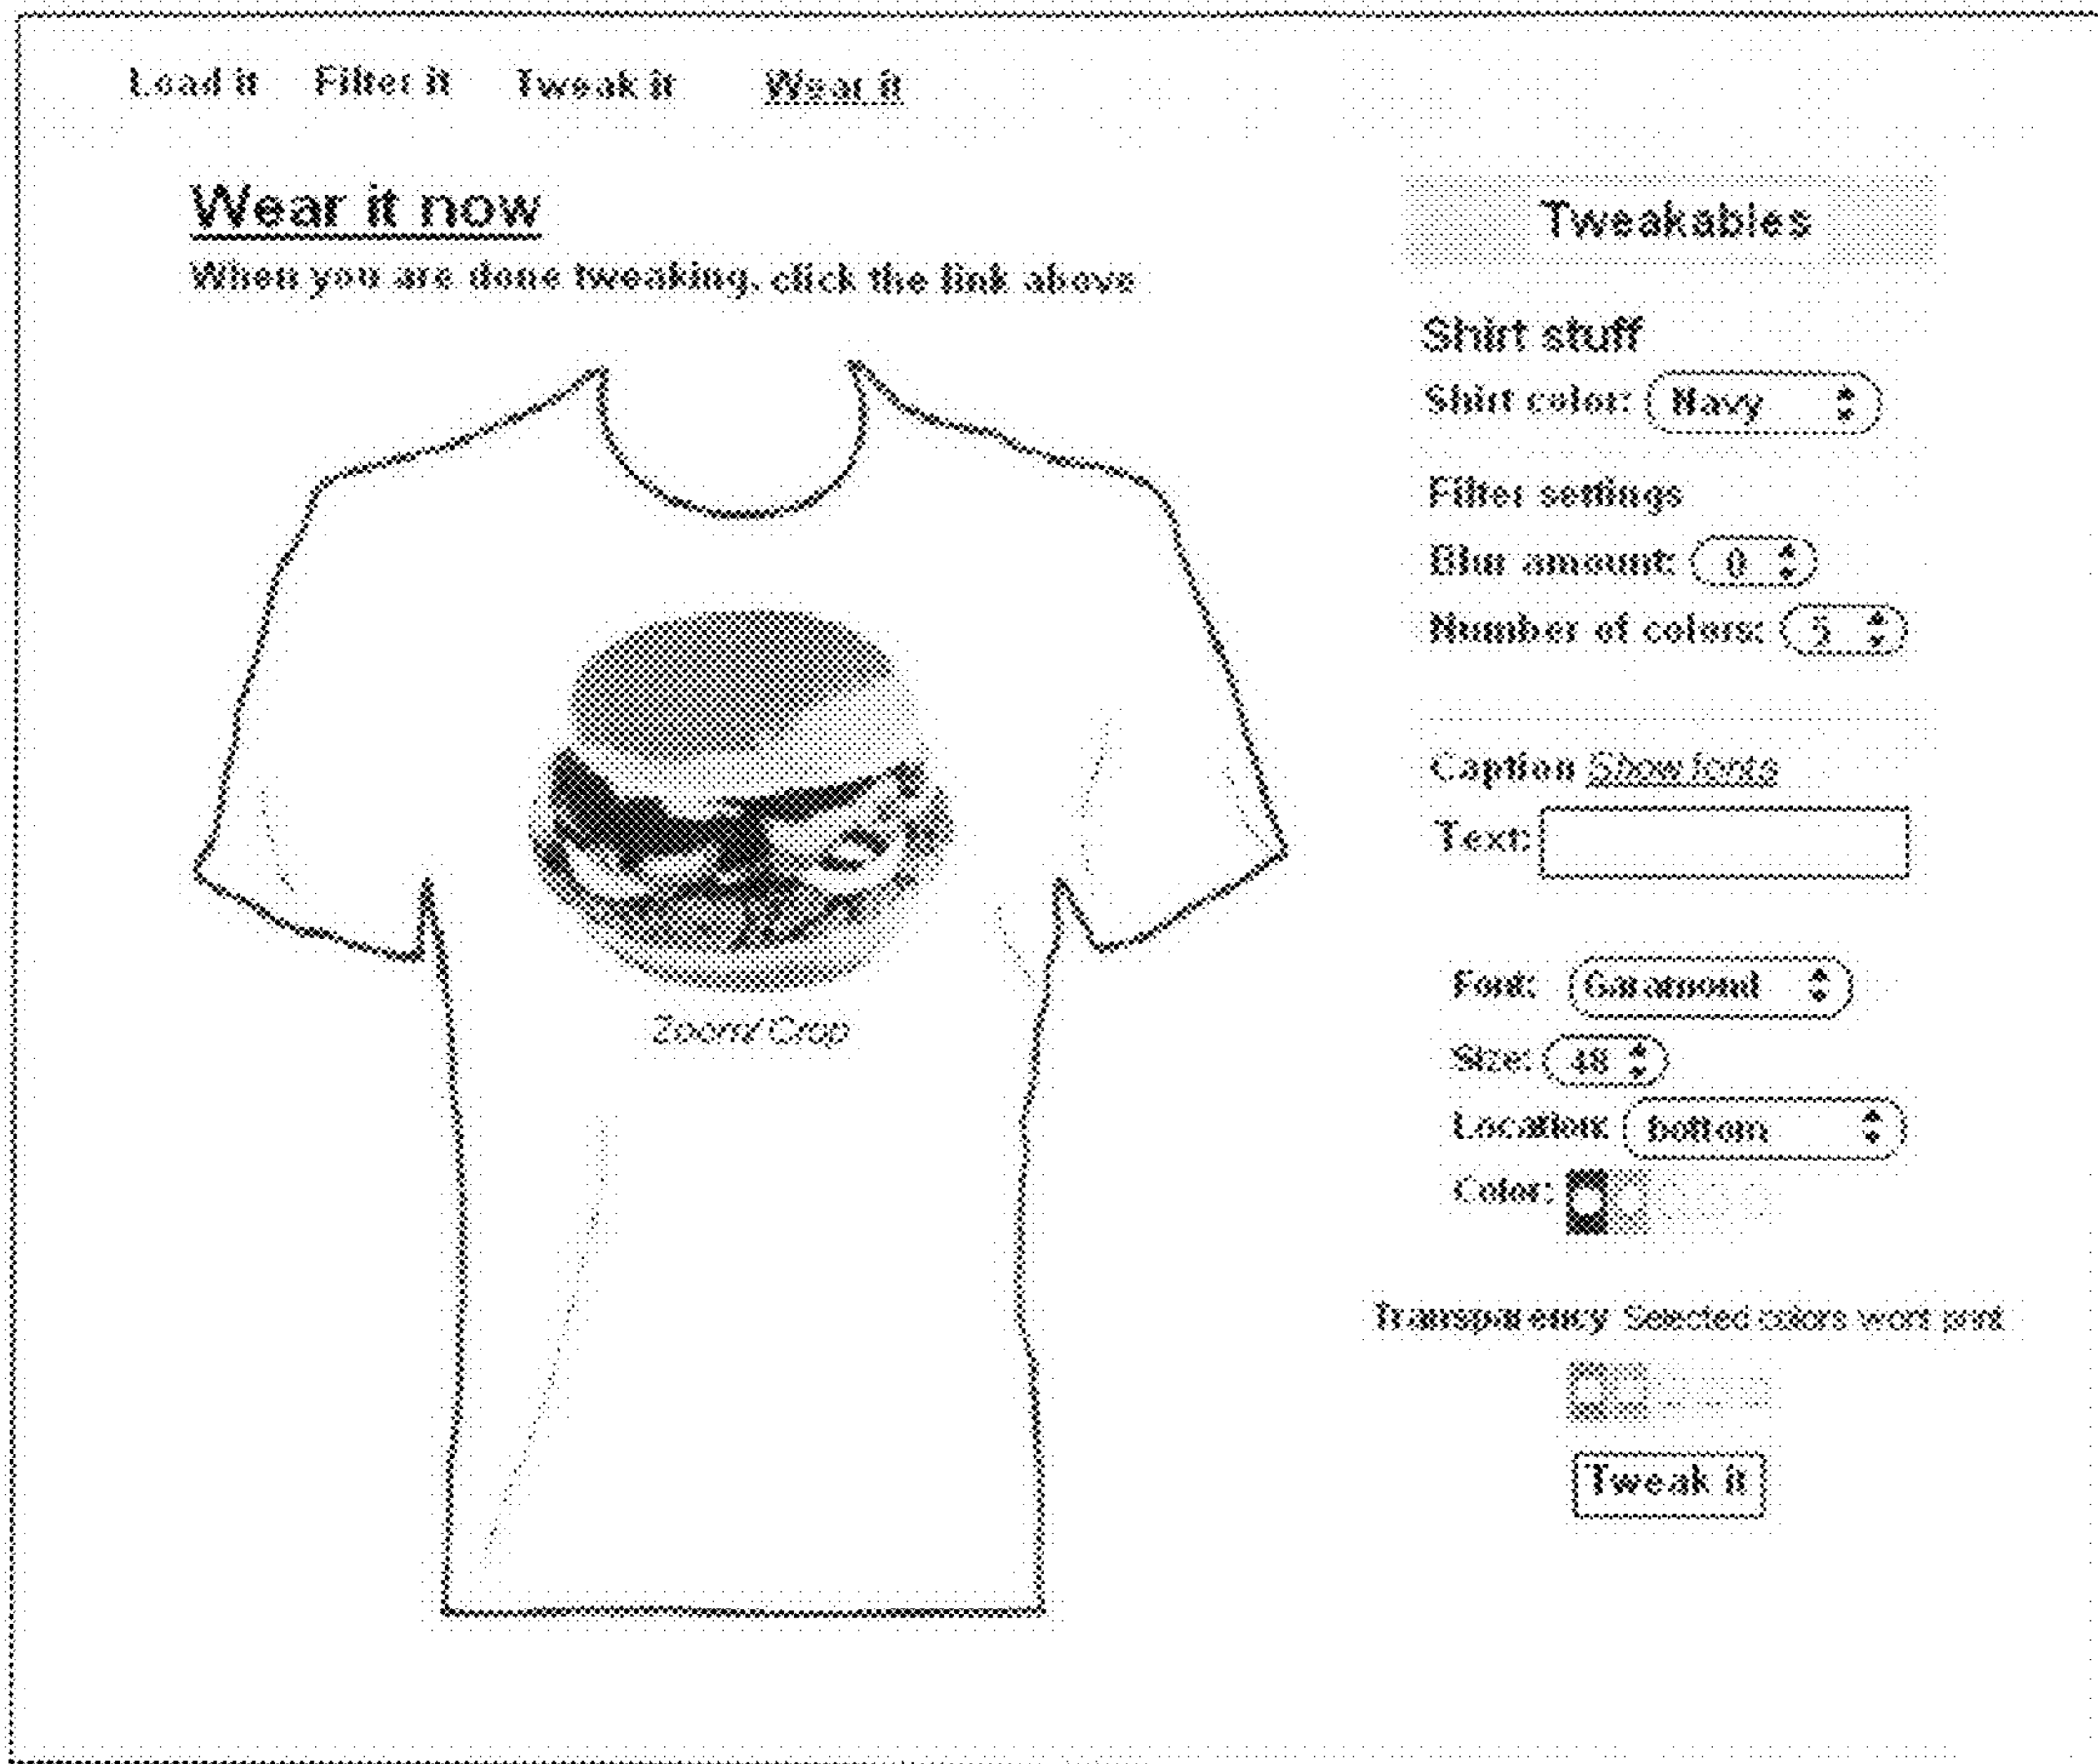 Load it Filter it Tweak it Wear it
Wear it now
When you are done tweaking, click the link above
Zoom/ Crop
Tweakables
Shirt stuff
Shirt color: Navy
Filter settings
Blur amount: 0
Number of colors: 5
Caption Show fonts
Text:
Font: Garamond
Size: 48
Location: bottom
Color:
Transparency Selected colors wont print
Tweak it